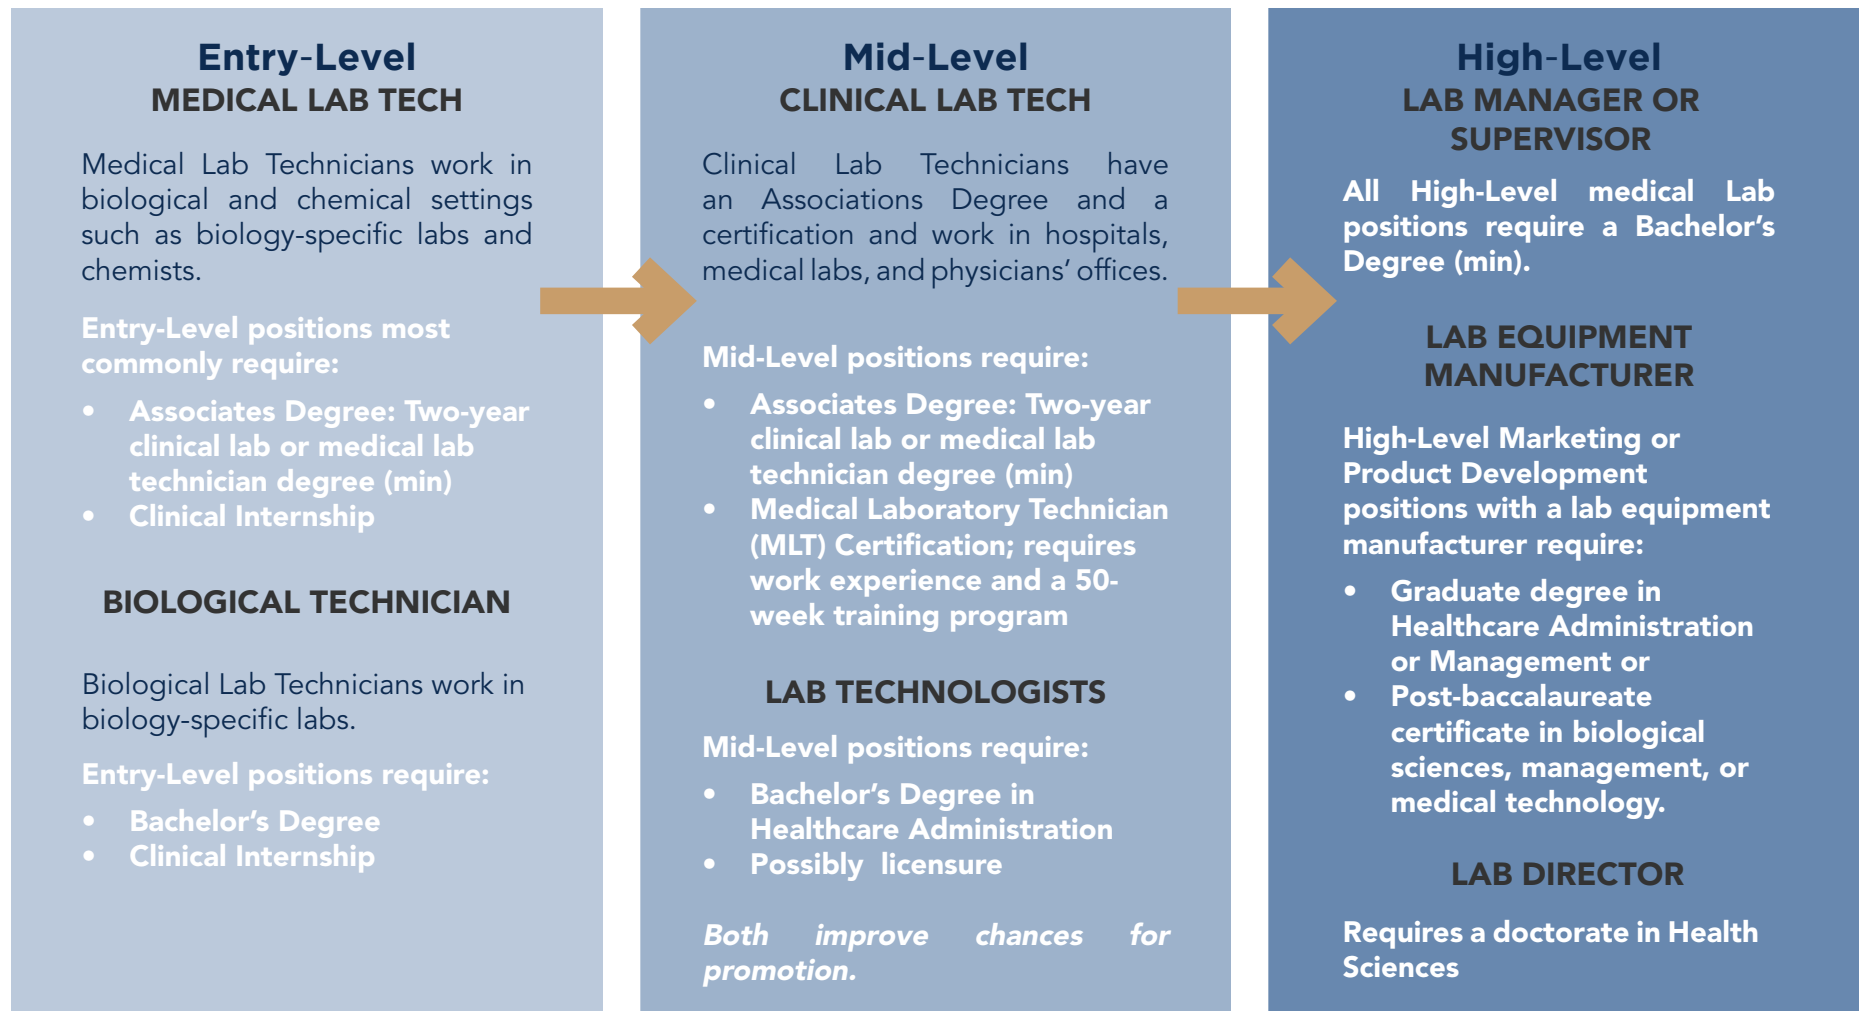 Entry-Level
MEDICAL LAB TECH
Medical Lab Technicians work in
biological and chemical settings
such as biology-specific labs and
chemists.
Entry-Level positions most
commonly require:
• Associates Degree: Two-year
clinical lab or medical lab
technician degree (min)
• Clinical Internship
BIOLOGICAL TECHNICIAN
Biological Lab Technicians work in
biology-specific labs.
Entry-Level positions require:
• Bachelor’s Degree
• Clinical Internship
Mid-Level
CLINICAL LAB TECH
Clinical Lab Technicians have
an Associations Degree and a
certification and work in hospitals,
medical labs, and physicians’ offices.
Mid-Level positions require:
• Associates Degree: Two-year
clinical lab or medical lab
technician degree (min)
• Medical Laboratory Technician
(MLT) Certification; requires
work experience and a 50-
week training program
LAB TECHNOLOGISTS
Mid-Level positions require:
• Bachelor’s Degree in
Healthcare Administration
• Possibly licensure
Both improve chances for
promotion.
High-Level
LAB MANAGER OR
SUPERVISOR
All High-Level medical Lab
positions require a Bachelor’s
Degree (min).
LAB EQUIPMENT
MANUFACTURER
High-Level Marketing or
Product Development
positions with a lab equipment
manufacturer require:
• Graduate degree in
Healthcare Administration
or Management or
• Post-baccalaureate
certificate in biological
sciences, management, or
medical technology.
LAB DIRECTOR
Requires a doctorate in Health
Sciences